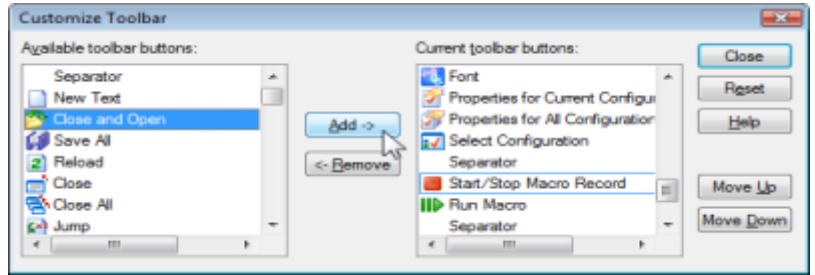 Customize Toolbar
Available toolbar buttons:
Separator
New Text
Close and Open
Save All
Reload
Close
Close All
Jump
Add ->
<- Remove
Current toolbar buttons:
Font
Properties for Current Configu
Properties for All Configuration
Select Configuration
Separator
Start/Stop Macro Record
Run Macro
Separator
Close
Reset
Help
Move Up
Move Down